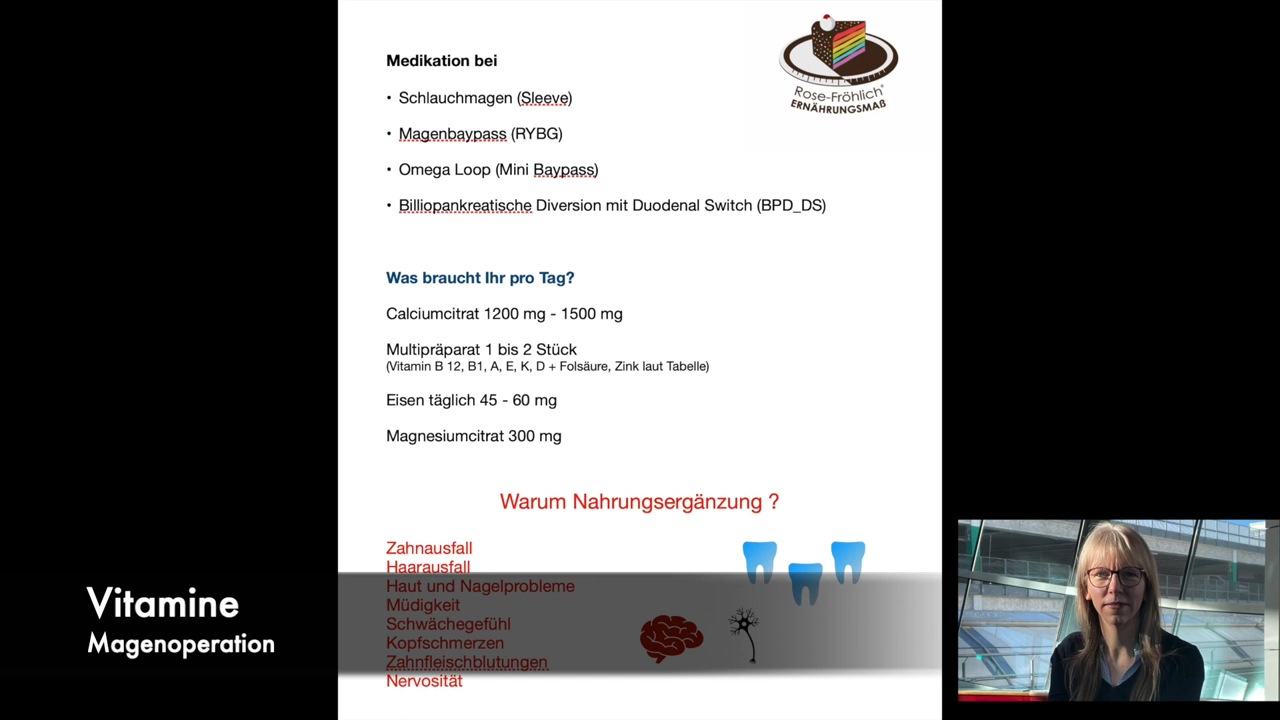 Rose-Fröhlich®
ERNÄHRUNGSMAß
Medikation bei
• Schlauchmagen (Sleeve)
• Magenbaypass (RYBG)
• Omega Loop (Mini Baypass)
• Billiopankreatische Diversion mit Duodenal Switch (BPD_DS)
Was braucht Ihr pro Tag?
Calciumcitrat 1200 mg - 1500 mg
Multipräparat 1 bis 2 Stück
(Vitamin B 12, B1, A, E, K, D + Folsäure, Zink laut Tabelle)
Eisen täglich 45 - 60 mg
Magnesiumcitrat 300 mg
Warum Nahrungsergänzung ?
Zahnausfall
Haarausfall
Haut und Nagelprobleme
Müdigkeit
Schwächegefühl
Kopfschmerzen
Zahnfleischblutungen
Nervosität
Vitamine
Magenoperation